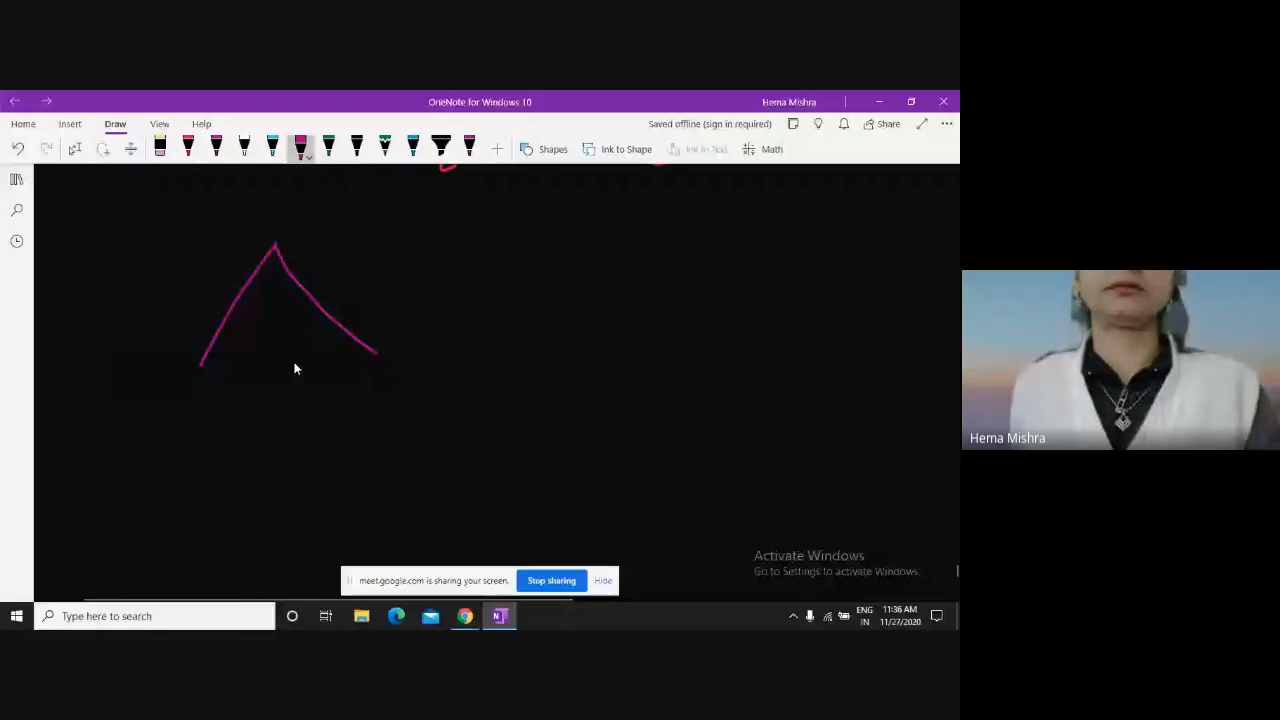 OneNote for Windows 10
Hema Mishra
Home Insert Draw View Help
Saved offline (sign in required)
Share
Shapes
Ink to Shape
Ink to Text
Math
Hema Mishra
Activate Windows
Go to Settings to activate Windows.
meet.google.com is sharing your screen.
Stop sharing
Hide
Type here to search
ENG
IN
11:36 AM
11/27/2020